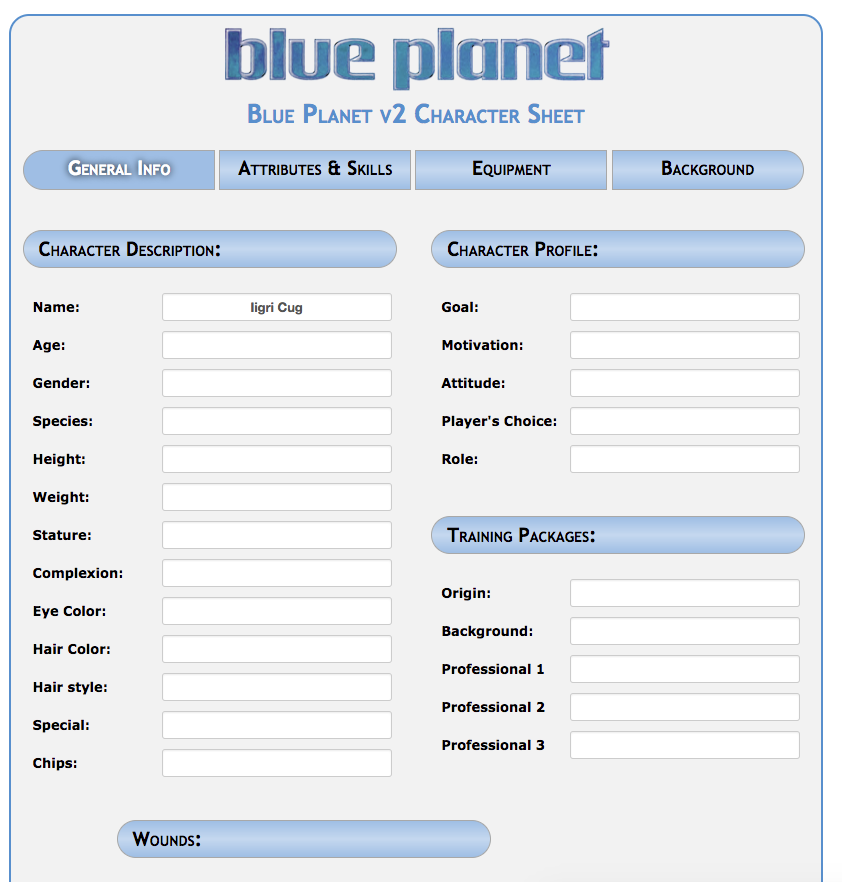 blue planet
Blue Planet v2 Character Sheet
General Info Attributes & Skills Equipment Background
Character Description:
Name: Iigri Cug
Age:
Gender:
Species:
Height:
Weight:
Stature:
Complexion:
Eye Color:
Hair Color:
Hair style:
Special:
Chips:
Character Profile:
Goal:
Motivation:
Attitude:
Player's Choice:
Role:
Training Packages:
Origin:
Background:
Professional 1
Professional 2
Professional 3
Wounds: